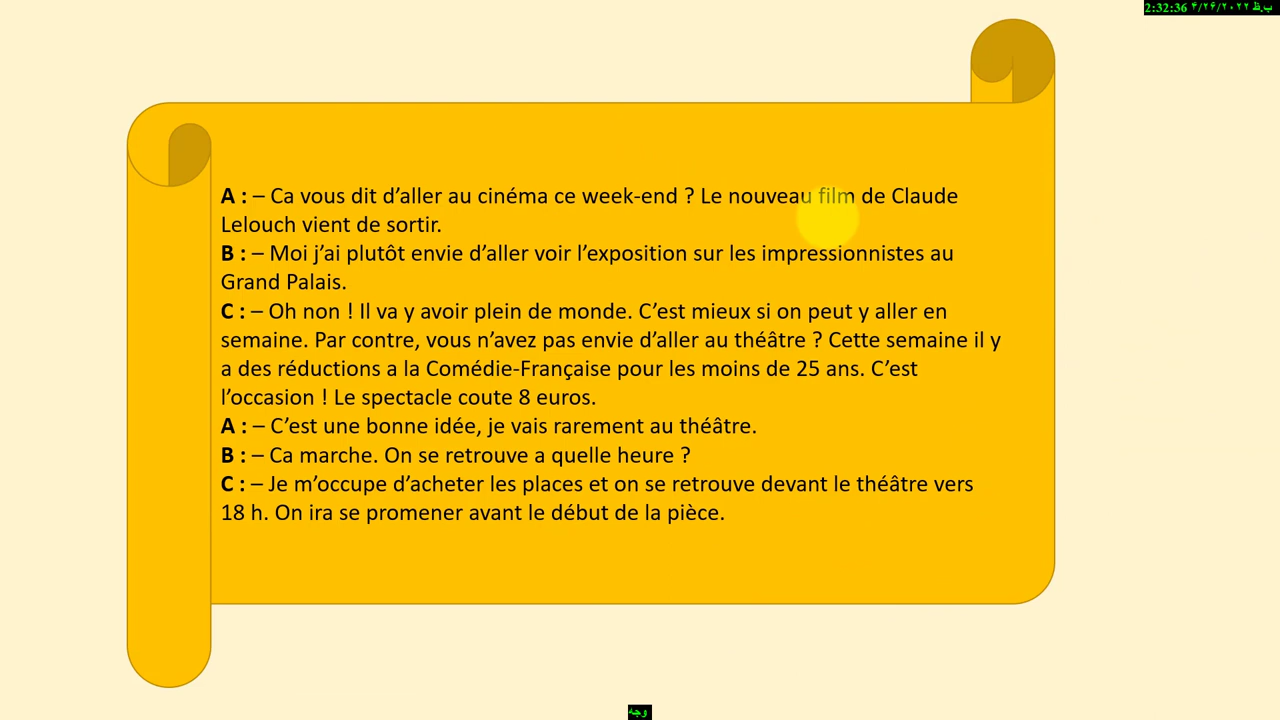 2:32:36 ۴/۲۶/۲۰۲۲ ب.ظ
A : – Ca vous dit d’aller au cinéma ce week-end ? Le nouveau film de Claude
Lelouch vient de sortir.
B : – Moi j’ai plutôt envie d’aller voir l’exposition sur les impressionnistes au
Grand Palais.
C : – Oh non ! Il va y avoir plein de monde. C’est mieux si on peut y aller en
semaine. Par contre, vous n’avez pas envie d’aller au théâtre ? Cette semaine il y
a des réductions a la Comédie-Française pour les moins de 25 ans. C’est
l’occasion ! Le spectacle coute 8 euros.
A : – C’est une bonne idée, je vais rarement au théâtre.
B : – Ca marche. On se retrouve a quelle heure ?
C : – Je m’occupe d’acheter les places et on se retrouve devant le théâtre vers
18 h. On ira se promener avant le début de la pièce.
وجه